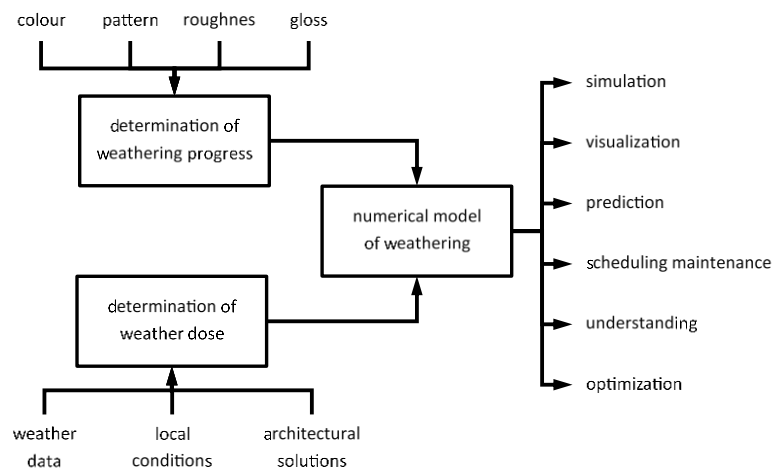 colour pattern roughnes gloss
determination of
weathering progress
numerical model
of weathering
determination of
weather dose
weather
data
local
conditions
architectural
solutions
simulation
visualization
prediction
scheduling maintenance
understanding
optimization